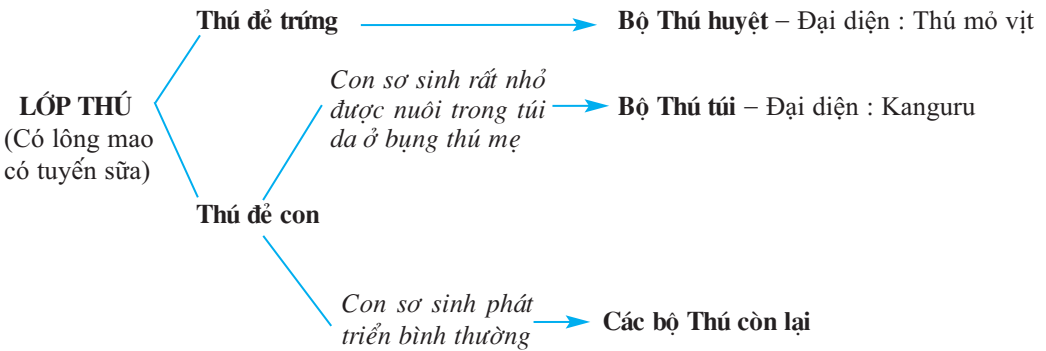 Thú đẻ trứng
Bộ Thú huyệt – Đại diện : Thú mỏ vịt
LỚP THÚ
(Có lông mao
có tuyến sữa)
Con sơ sinh rất nhỏ
được nuôi trong túi
da ở bụng thú mẹ
Bộ Thú túi – Đại diện : Kanguru
Thú đẻ con
Con sơ sinh phát
triển bình thường
Các bộ Thú còn lại